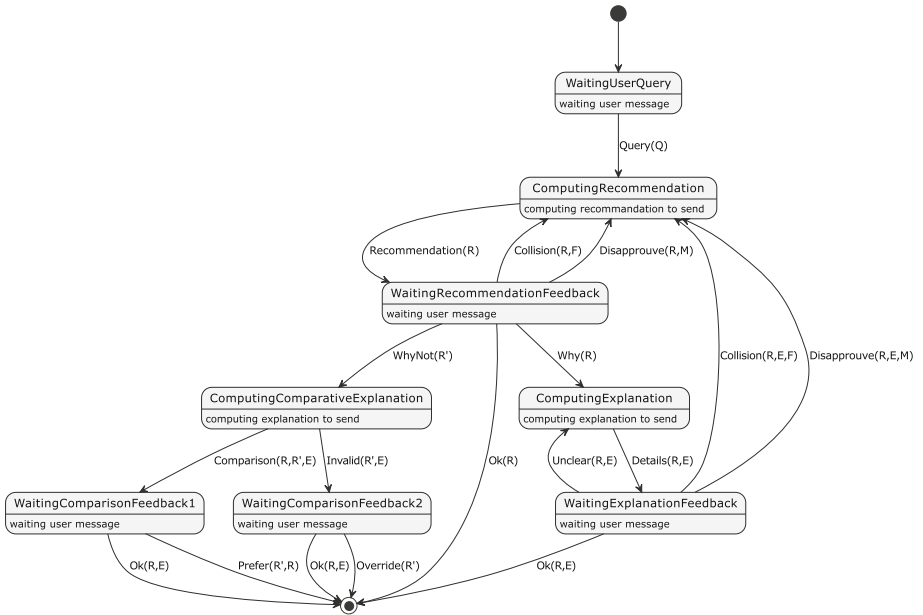 WaitingUserQuery
waiting user message
Query(Q)
ComputingRecommendation
computing recommandation to send
Recommendation(R)
Collision(R,F)
Disapprouve(R,M)
WaitingRecommendationFeedback
waiting user message
WhyNot(R')
Why(R)
Collision(R,E,F)
Disapprouve(R,E,M)
ComputingComparativeExplanation
computing explanation to send
ComputingExplanation
computing explanation to send
Comparison(R,R',E)
Invalid(R',E)
Ok(R)
Unclear(R,E)
Details(R,E)
WaitingComparisonFeedback1
waiting user message
WaitingComparisonFeedback2
waiting user message
WaitingExplanationFeedback
waiting user message
Ok(R,E)
Prefer(R',R)
Ok(R,E)
Override(R')
Ok(R,E)